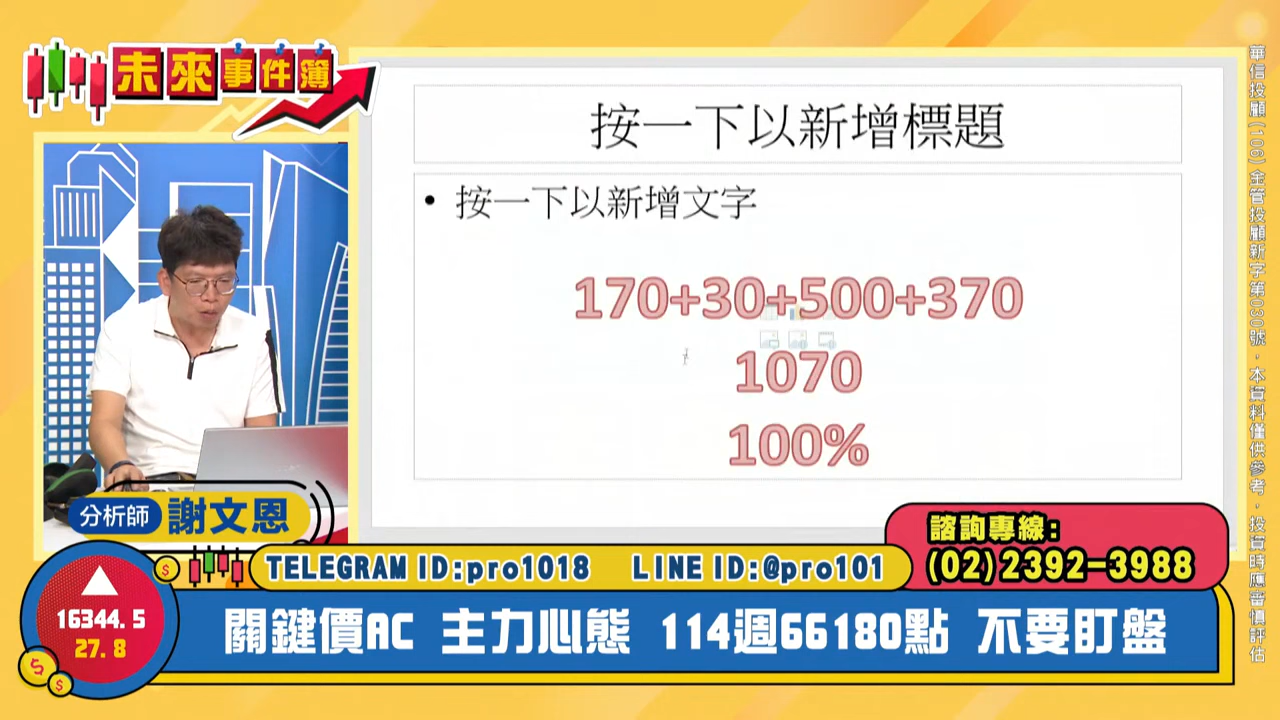 未來事件簿
按一下以新增標題
• 按一下以新增文字
170+30+500+370
1070
100%
分析師 謝文恩
諮詢專線:
(02)2392-3988
TELEGRAM ID:pro1018 LINE ID:@pro101
16344.5
27.8
關鍵價AC 主力心態 114週66180點 不要盯盤
華信投顧(106)金管投顧新字第030號,本資料僅供參考,投資時應審慎評估